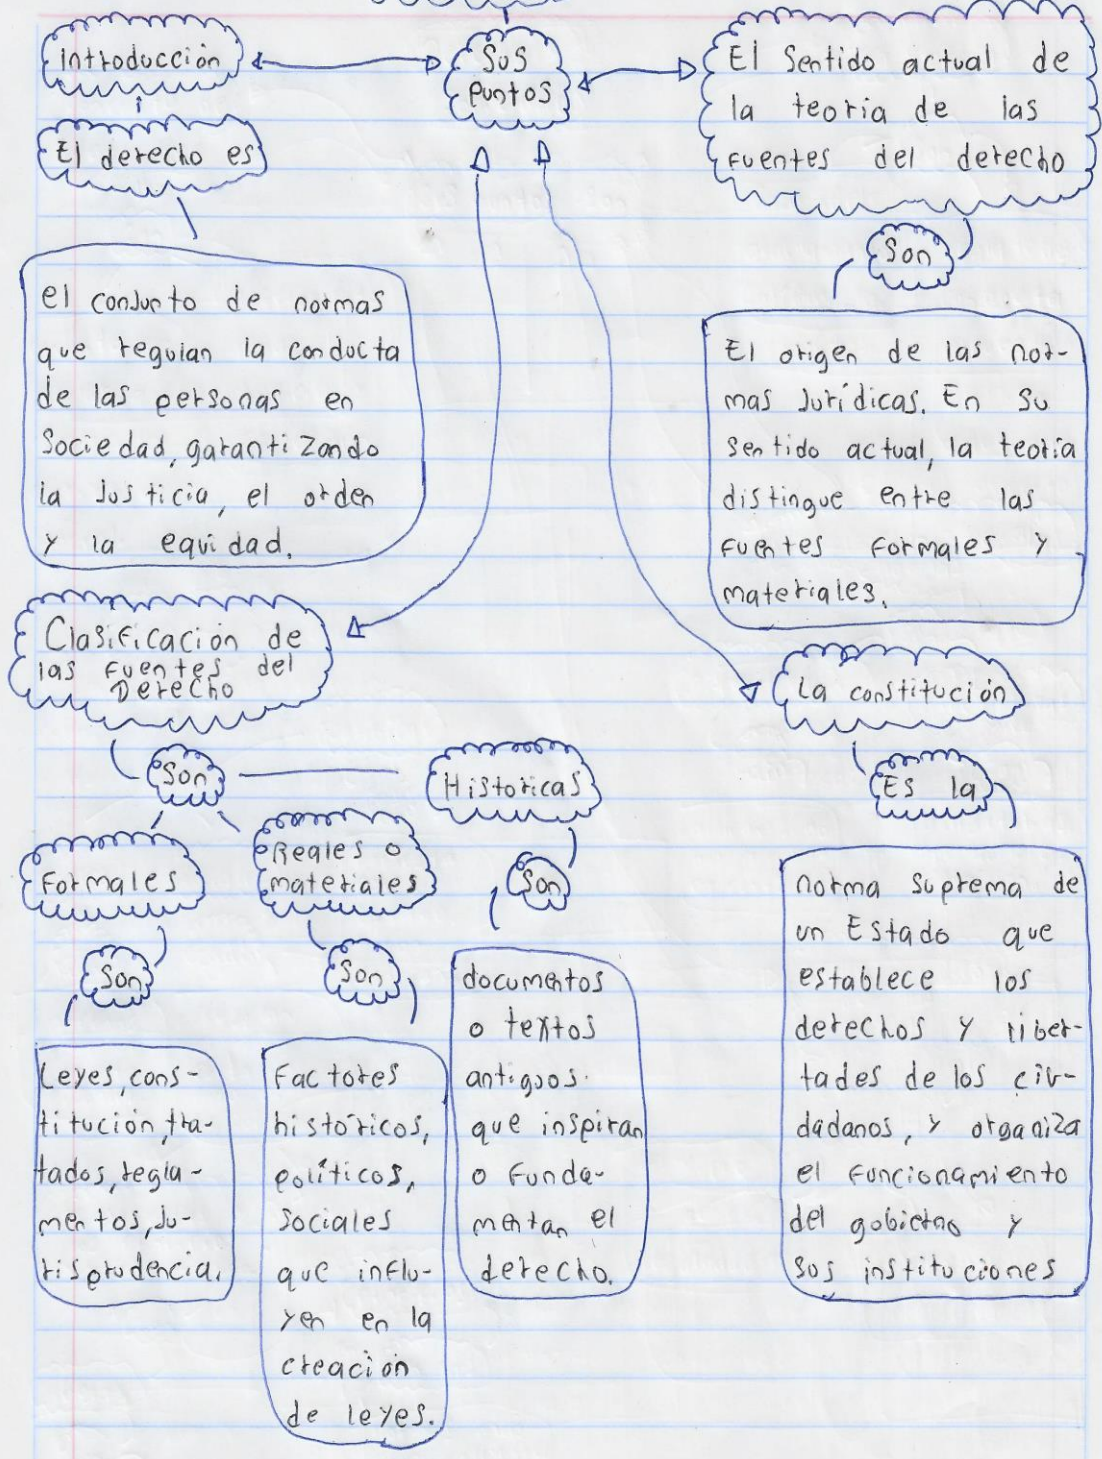 Introducción
Sus
puntos
El Sentido actual de
la teoria de las
Fuentes del derecho
El derecho es
Son
el conjunto de normas
que regulan la conducta
de las personas en
Sociedad, garantizando
la Justicia, el orden
y la equidad.
El origen de las nor-
mas Jurídicas. En su
Sentido actual, la teoría
distingue entre las
Fuentes Formales y
materiales.
Clasificación de
las Fuentes del
Derecho
La constitución
Son
Historicas
Es la
Formales
Reales o
materiales
Son
Son
Son
Leyes, cons-
titución, tra-
tados, regla-
mentos, Ju-
risprudencia.
Factores
históricos,
políticos,
Sociales
que influ-
yen en la
creación
de leyes.
documentos
o textos
antiguos.
que inspiran
o Funda-
mentan el
derecho.
norma Suprema de
un Estado que
establece los
derechos y liber-
tades de los ciu-
dadanos, y organiza
el Funcionamiento
del gobierno y
sus instituciones